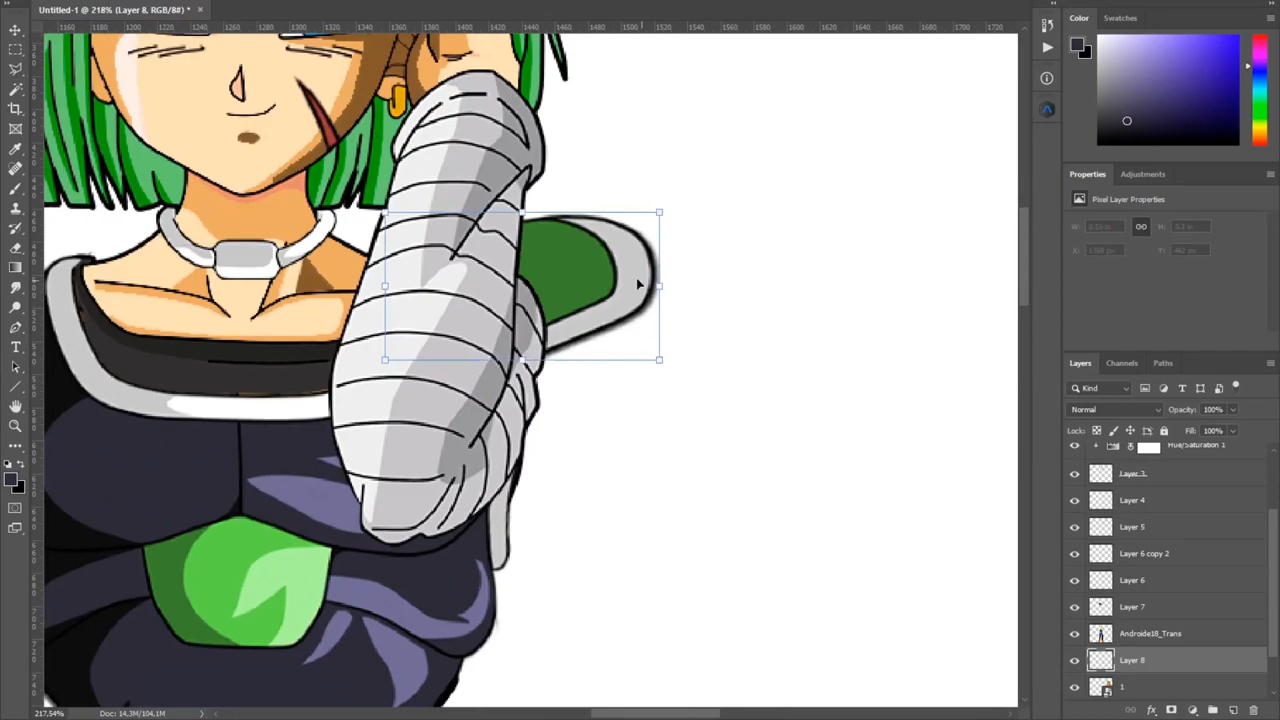 Untitled-1 @ 218% (Layer 8, RGB/8#) * ×
1160 1180 1200 1220 1240 1260 1280 1300 1320 1340 1360 1380 1400 1420 1440 1460 1480 1500 1520 1540 1560 1580 1600 1620 1640 1660 1680 1700 1720
Color Swatches
Properties Adjustments
Pixel Layer Properties
W: H:
X: Y:
Layers Channels Paths
Kind
Normal Opacity: 100%
Lock: Fill: 100%
Hue/Saturation 1
Layer 3
Layer 4
Layer 5
Layer 6 copy 2
Layer 6
Layer 7
Androide18_Trans
Layer 8
1
217.54% Doc: 14.3M/104.1M